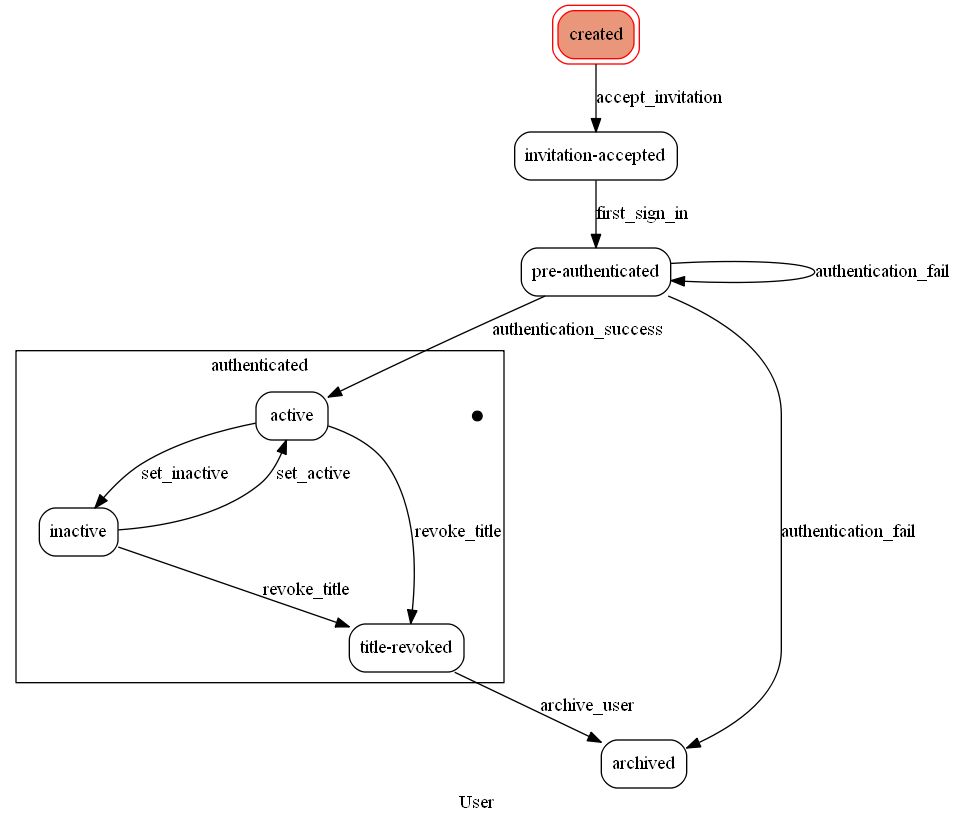 created
accept_invitation
invitation-accepted
first_sign_in
pre-authenticated
authentication_fail
authentication_success
authenticated
active
set_inactive
set_active
inactive
revoke_title
authentication_fail
revoke_title
title-revoked
archive_user
archived
User